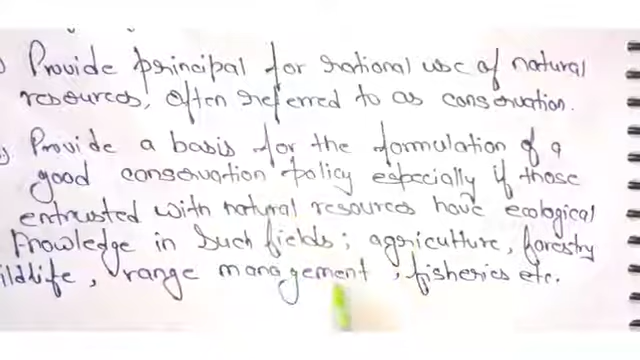 Provide principal for rational use of natural
resources, often referred to as conservation.
Provide a basis for the formulation of a
good conservation policy especially if those
entrusted with natural resources have ecological
knowledge in such fields; agriculture, forestry
wildlife, range management, fisheries etc.